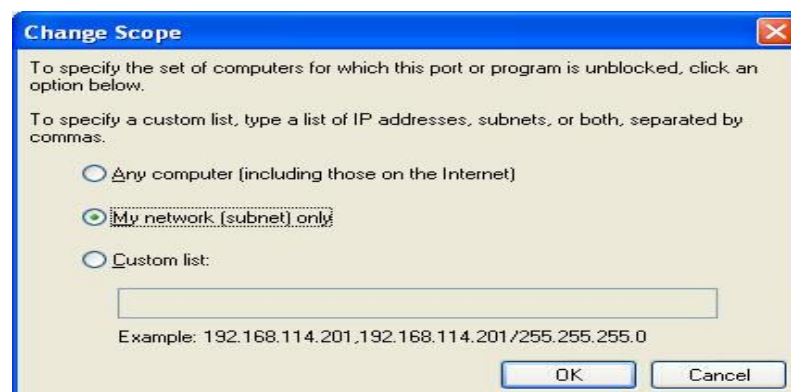 Change Scope
To specify the set of computers for which this port or program is unblocked, click an
option below.
To specify a custom list, type a list of IP addresses, subnets, or both, separated by
commas.
Any computer (including those on the Internet)
My network (subnet) only
Custom list:
Example: 192.168.114.201,192.168.114.201/255.255.255.0
OK
Cancel